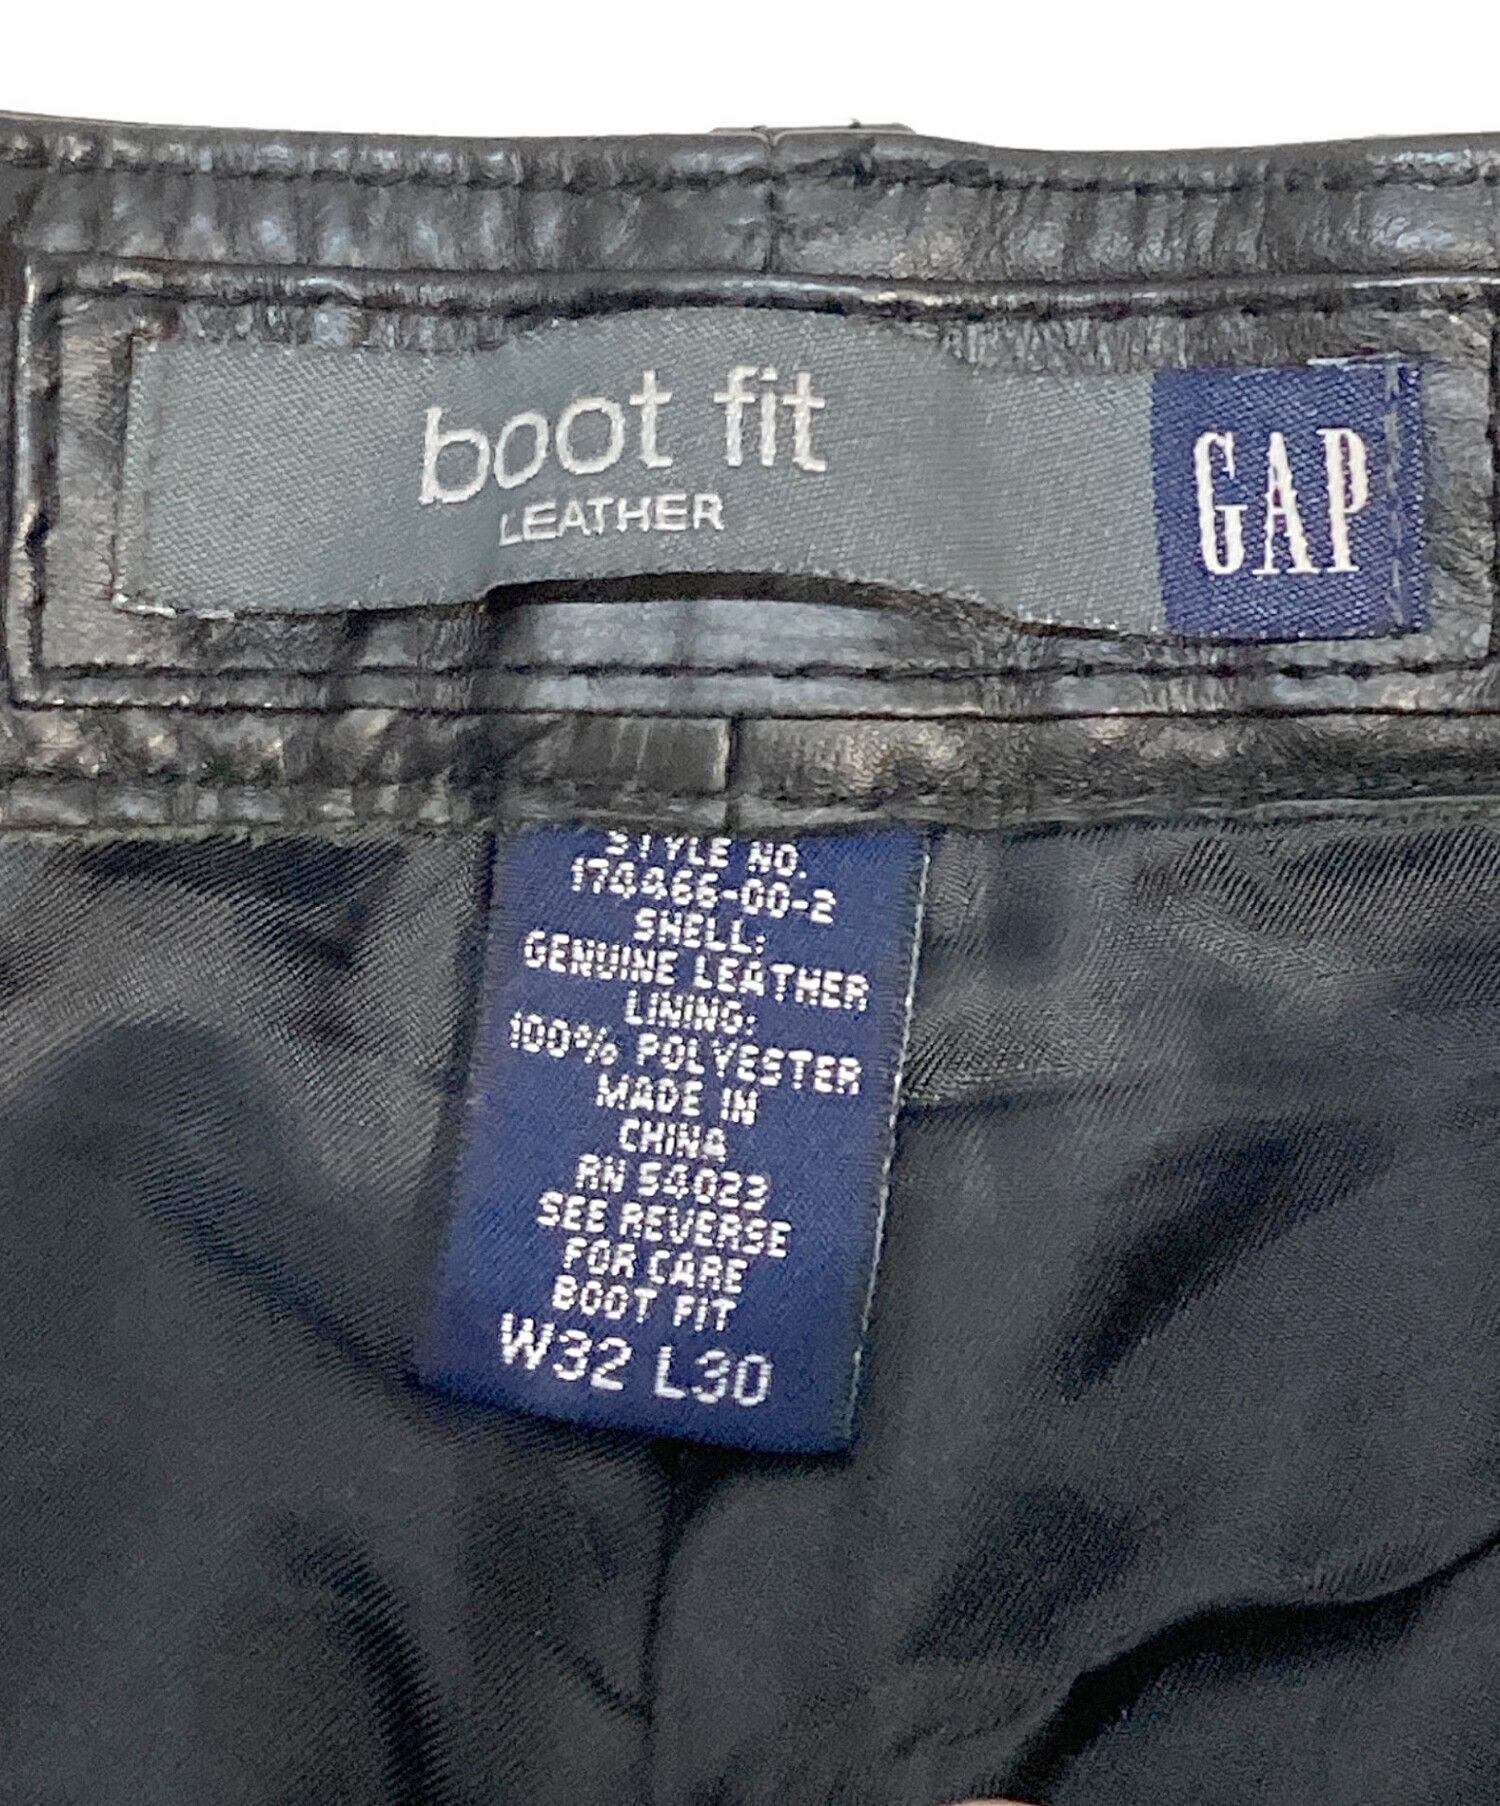 boot fit
LEATHER
GAP
STYLE NO.
174466-00-2
SHELL:
GENUINE LEATHER
LINING:
100% POLYESTER
MADE IN
CHINA
RN 54023
SEE REVERSE
FOR CARE
BOOT FIT
W32 L30